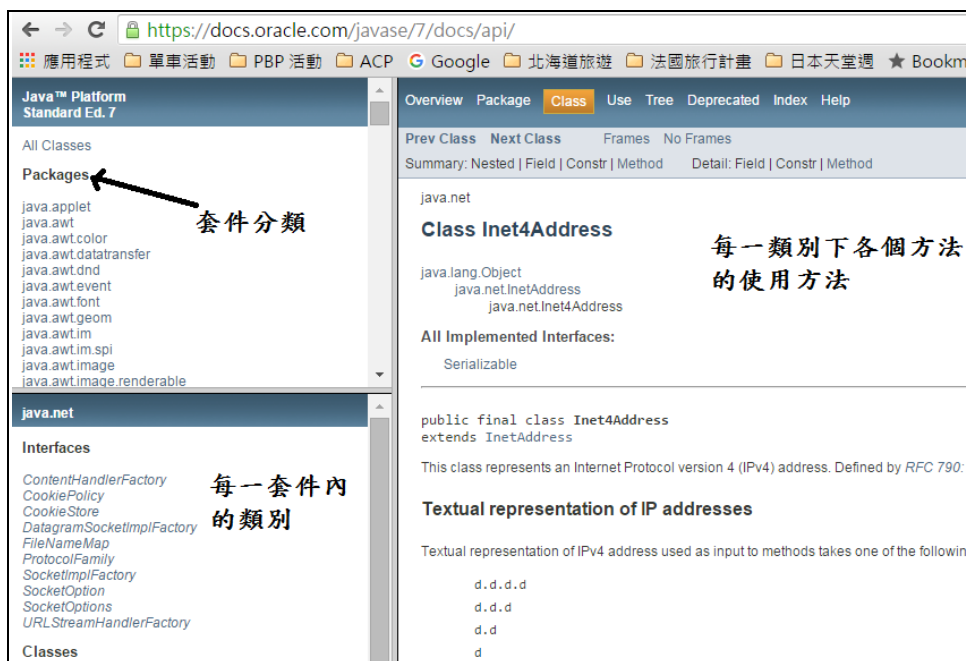 https://docs.oracle.com/javase/7/docs/api/
應用程式 單車活動 PBP 活動 ACP Google 北海道旅遊 法國旅行計畫 日本天堂週 Bookm
Java™ Platform
Standard Ed. 7
All Classes
Packages
套件分類
java.applet
java.awt
java.awt.color
java.awt.datatransfer
java.awt.dnd
java.awt.event
java.awt.font
java.awt.geom
java.awt.im
java.awt.im.spi
java.awt.image
java.awt.image.renderable
java.net
Interfaces
ContentHandlerFactory
CookiePolicy
CookieStore
DatagramSocketImplFactory
FileNameMap
ProtocolFamily
SocketImplFactory
SocketOption
SocketOptions
URLStreamHandlerFactory
每一套件內
的類別
Classes
Overview Package Class Use Tree Deprecated Index Help
Prev Class Next Class Frames No Frames
Summary: Nested | Field | Constr | Method Detail: Field | Constr | Method
java.net
Class Inet4Address
每一類別下各個方法
的使用方法
java.lang.Object
java.net.InetAddress
java.net.Inet4Address
All Implemented Interfaces:
Serializable
public final class Inet4Address
extends InetAddress
This class represents an Internet Protocol version 4 (IPv4) address. Defined by RFC 790:
Textual representation of IP addresses
Textual representation of IPv4 address used as input to methods takes one of the followin
d.d.d.d
d.d.d
d.d
d